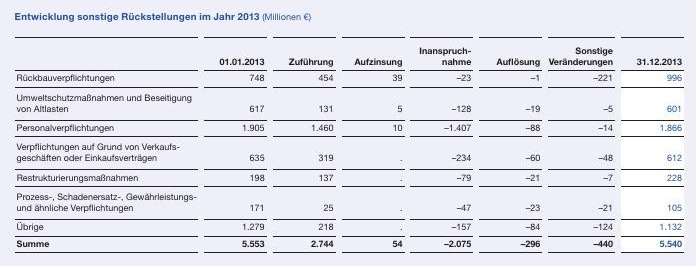 Entwicklung sonstige Rückstellungen im Jahr 2013 (Millionen €)
01.01.2013 Zuführung Aufzinsung Inanspruch-nahme Auflösung Sonstige Veränderungen 31.12.2013
Rückbauverpflichtungen 748 454 39 –23 –1 –221 996
Umweltschutzmaßnahmen und Beseitigung
von Altlasten 617 131 5 –128 –19 –5 601
Personalverpflichtungen 1.905 1.460 10 –1.407 –88 –14 1.866
Verpflichtungen auf Grund von Verkaufs-
geschäften oder Einkaufsverträgen 635 319 . –234 –60 –48 612
Restrukturierungsmaßnahmen 198 137 . –79 –21 –7 228
Prozess-, Schadenersatz-, Gewährleistungs-
und ähnliche Verpflichtungen 171 25 . –47 –23 –21 105
Übrige 1.279 218 . –157 –84 –124 1.132
Summe 5.553 2.744 54 –2.075 –296 –440 5.540